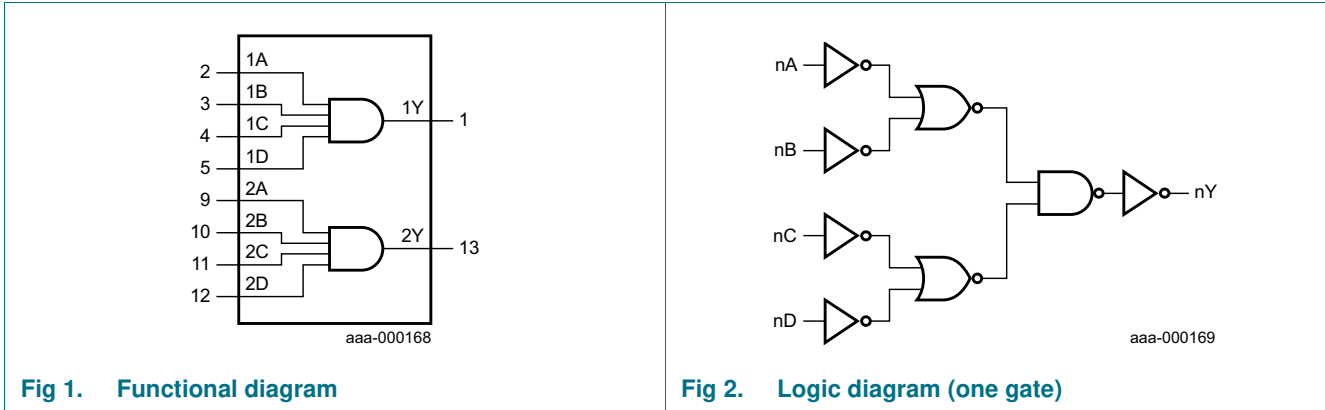 1A
2
1B
3
1C
4
1D
5
1Y
1
2A
9
2B
10
2C
11
2D
12
2Y
13
aaa-000168
Fig 1. Functional diagram
nA
nB
nC
nD
nY
aaa-000169
Fig 2. Logic diagram (one gate)